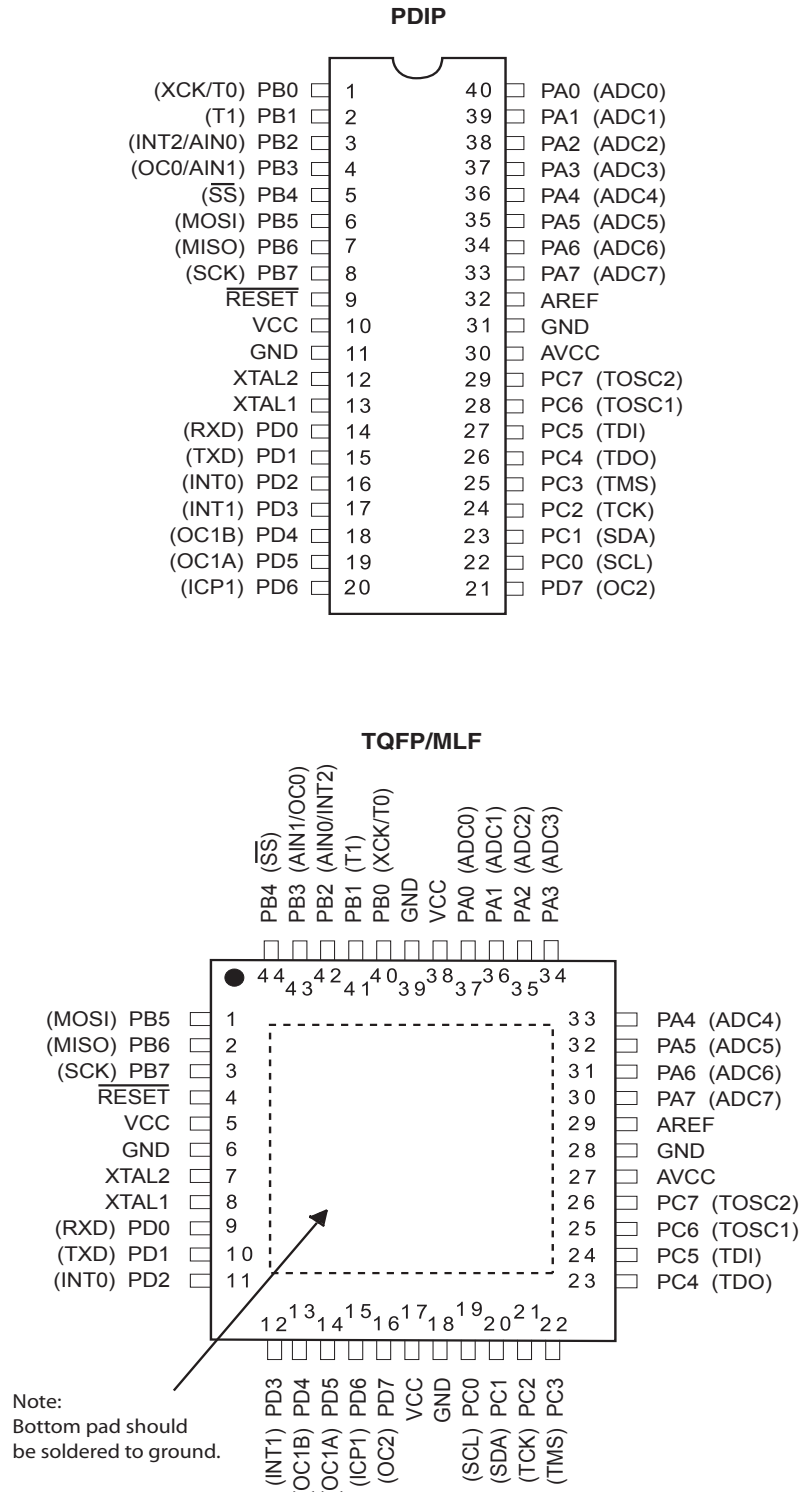 PDIP
(XCK/T0) PB0 1 40 PA0 (ADC0)
(T1) PB1 2 39 PA1 (ADC1)
(INT2/AIN0) PB2 3 38 PA2 (ADC2)
(OC0/AIN1) PB3 4 37 PA3 (ADC3)
(SS) PB4 5 36 PA4 (ADC4)
(MOSI) PB5 6 35 PA5 (ADC5)
(MISO) PB6 7 34 PA6 (ADC6)
(SCK) PB7 8 33 PA7 (ADC7)
RESET 9 32 AREF
VCC 10 31 GND
GND 11 30 AVCC
XTAL2 12 29 PC7 (TOSC2)
XTAL1 13 28 PC6 (TOSC1)
(RXD) PD0 14 27 PC5 (TDI)
(TXD) PD1 15 26 PC4 (TDO)
(INT0) PD2 16 25 PC3 (TMS)
(INT1) PD3 17 24 PC2 (TCK)
(OC1B) PD4 18 23 PC1 (SDA)
(OC1A) PD5 19 22 PC0 (SCL)
(ICP1) PD6 20 21 PD7 (OC2)
TQFP/MLF
PB4 (SS)
PB3 (AIN1/OC0)
PB2 (AIN0/INT2)
PB1 (T1)
PB0 (XCK/T0)
GND
VCC
PA0 (ADC0)
PA1 (ADC1)
PA2 (ADC2)
PA3 (ADC3)
44 43 42 41 40 39 38 37 36 35 34
(MOSI) PB5 1 33 PA4 (ADC4)
(MISO) PB6 2 32 PA5 (ADC5)
(SCK) PB7 3 31 PA6 (ADC6)
RESET 4 30 PA7 (ADC7)
VCC 5 29 AREF
GND 6 28 GND
XTAL2 7 27 AVCC
XTAL1 8 26 PC7 (TOSC2)
(RXD) PD0 9 25 PC6 (TOSC1)
(TXD) PD1 10 24 PC5 (TDI)
(INT0) PD2 11 23 PC4 (TDO)
12 13 14 15 16 17 18 19 20 21 22
(INT1) PD3
(OC1B) PD4
(OC1A) PD5
(ICP1) PD6
(OC2) PD7
VCC
GND
(SCL) PC0
(SDA) PC1
(TCK) PC2
(TMS) PC3
Note:
Bottom pad should
be soldered to ground.